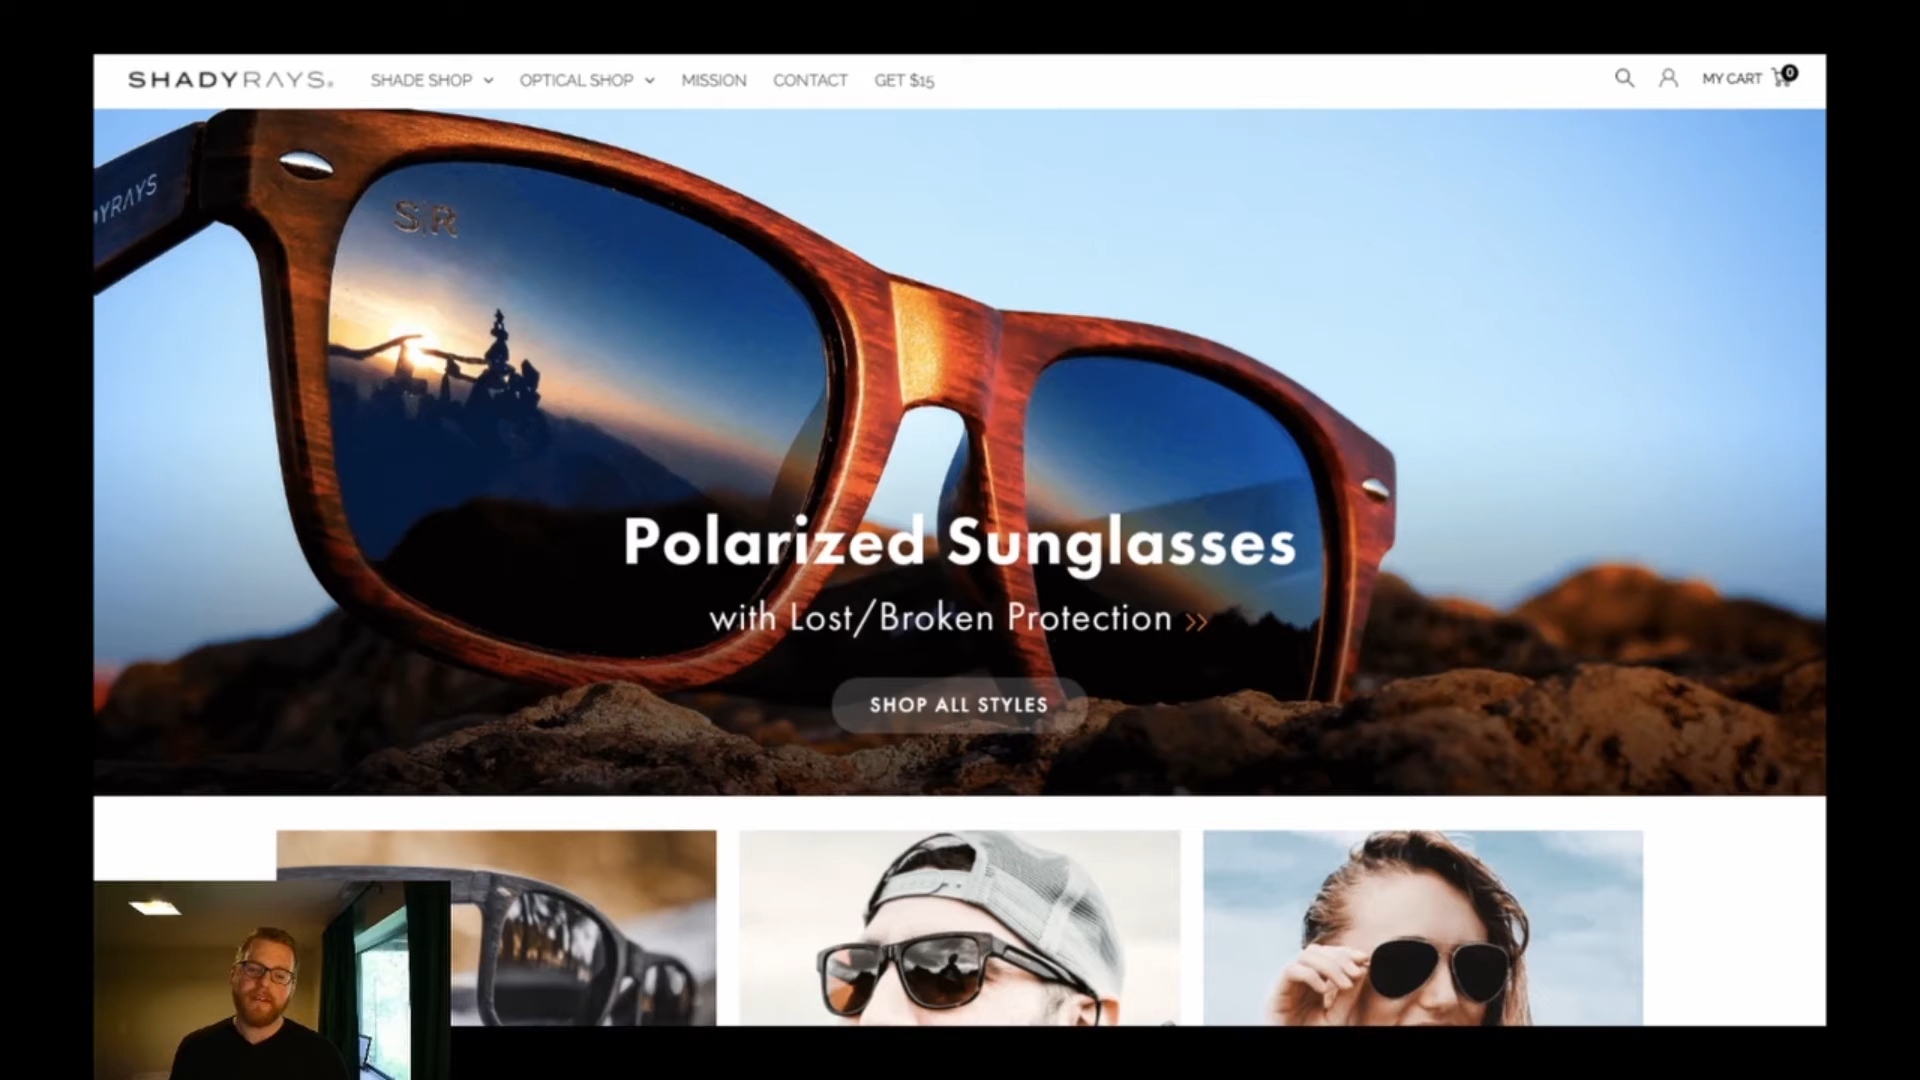 SHADYRAYS®
SHADE SHOP
OPTICAL SHOP
MISSION
CONTACT
GET $15
MY CART
0
YRAYS
S|R
Polarized Sunglasses
with Lost/Broken Protection >>
SHOP ALL STYLES